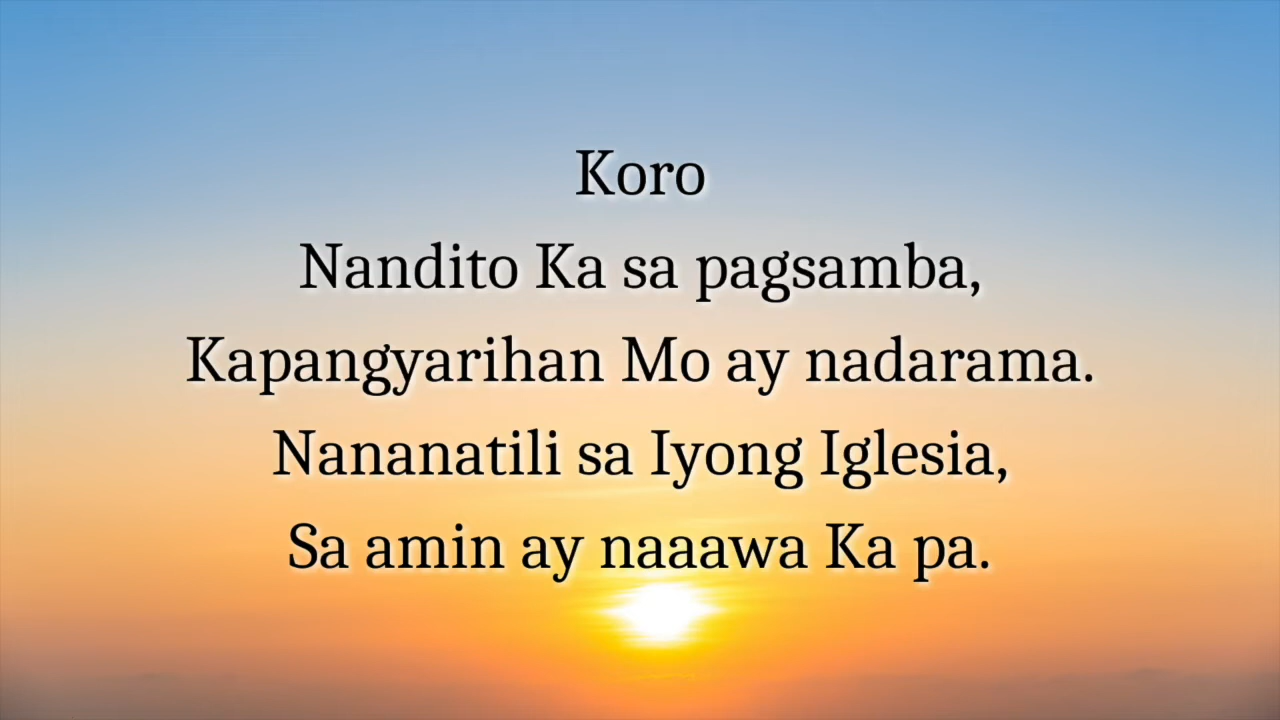 Koro
Nandito Ka sa pagsamba,
Kapangyarihan Mo ay nadarama.
Nananatili sa Iyong Iglesia,
Sa amin ay naaawa Ka pa.